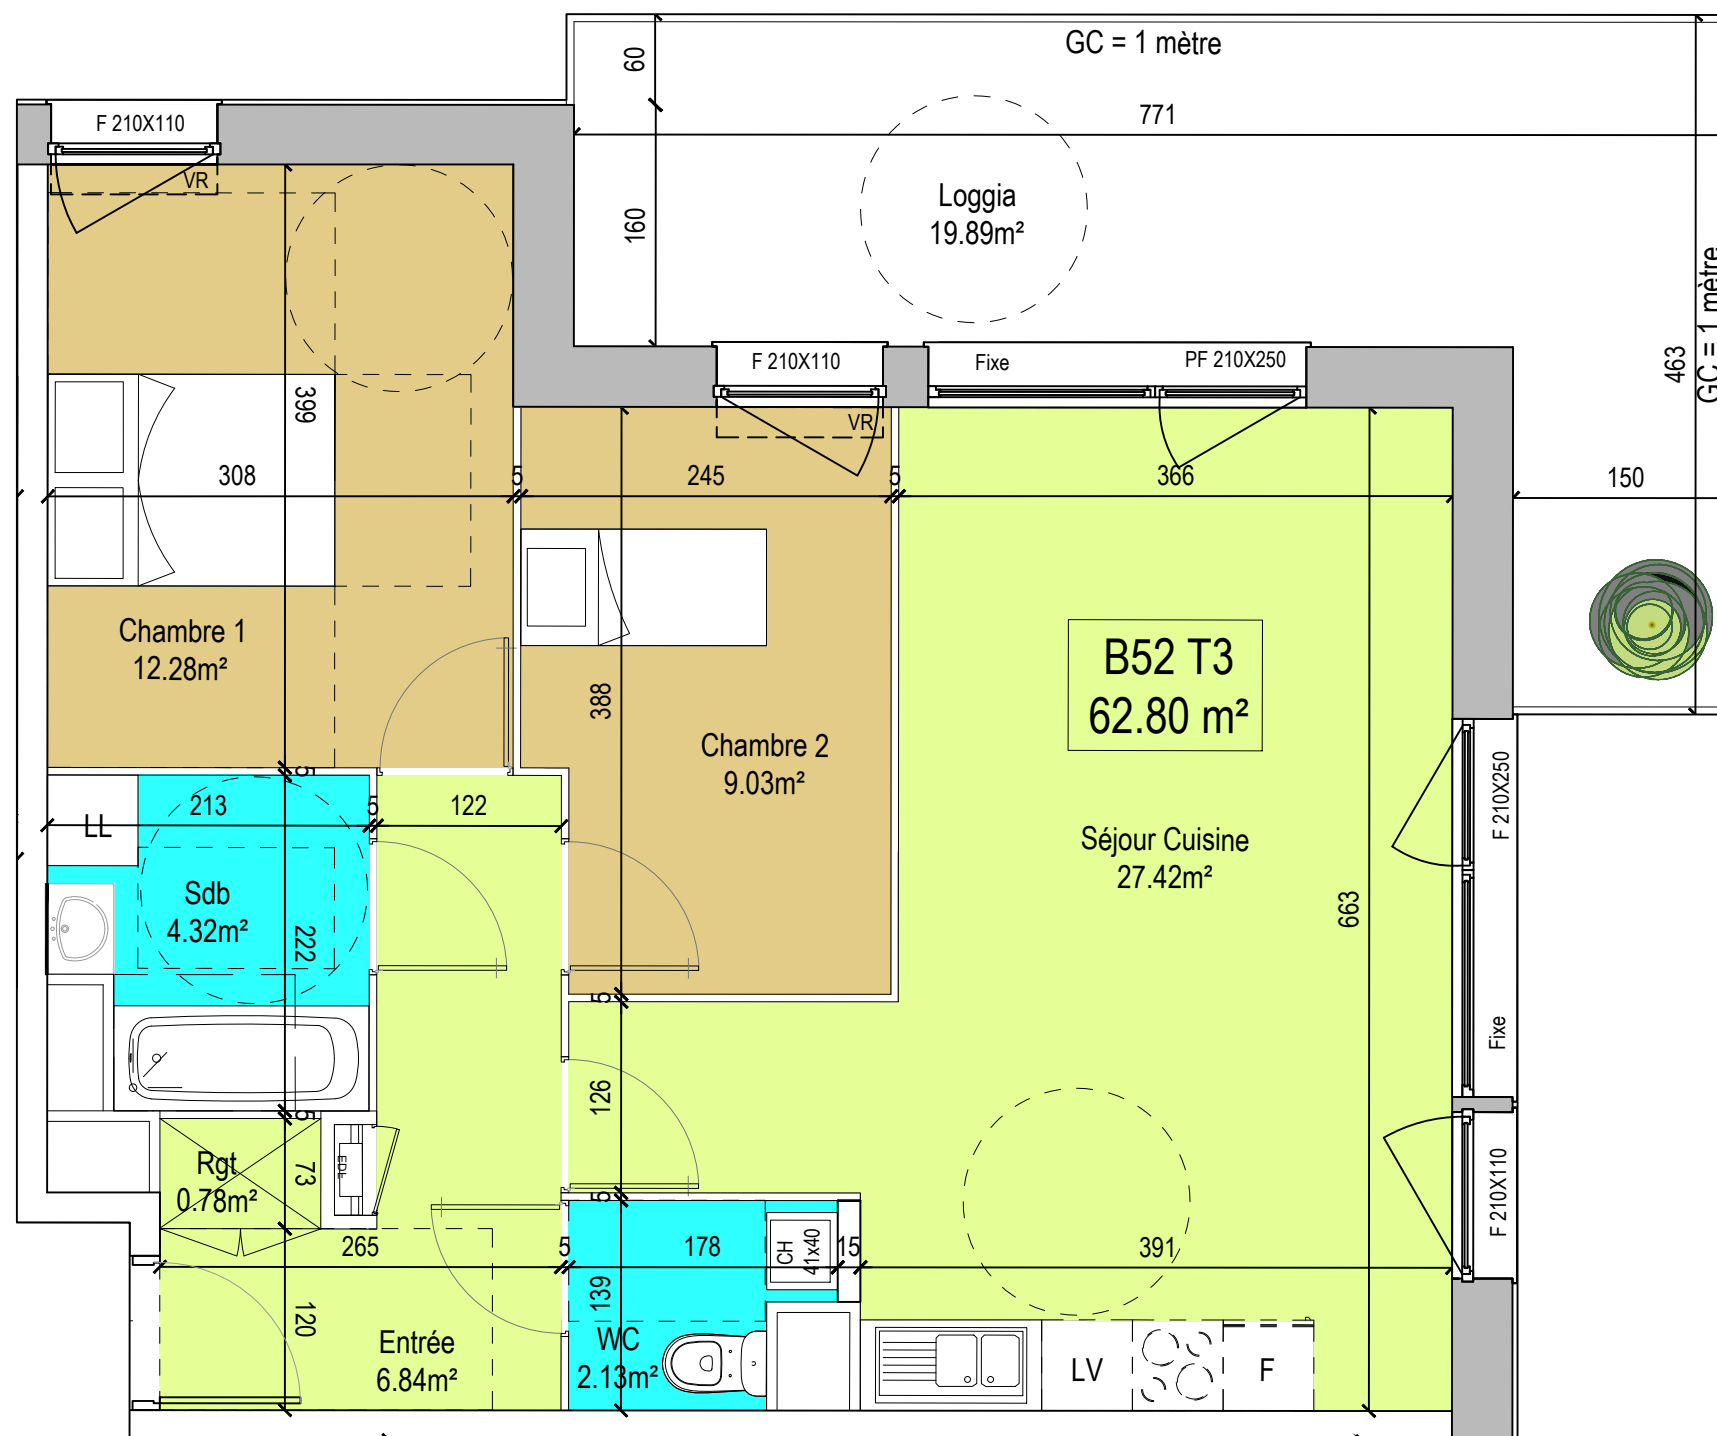 GC = 1 mètre
60
771
F 210X110
VR
Loggia
19.89m²
160
GC = 1 mètre
463
F 210X110
Fixe
PF 210X250
VR
399
308
5
245
5
366
150
Chambre 1
12.28m²
B52 T3
62.80 m²
388
Chambre 2
9.03m²
F 210X250
5
213
5
122
LL
Séjour Cuisine
27.42m²
Sdb
4.32m²
663
222
5
Fixe
126
5
Rgt
0.78m²
73
EDL
5
F 210X110
265
5
178
CH
41x40
15
391
139
120
Entrée
6.84m²
WC
2.13m²
LV
F